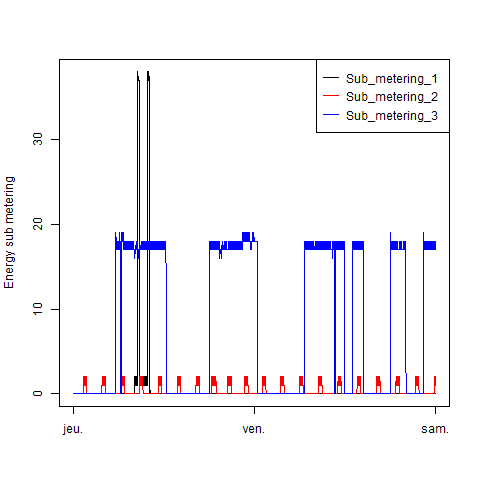 Sub_metering_1
Sub_metering_2
Sub_metering_3
Energy sub metering
30
20
10
0
jeu.
ven.
sam.